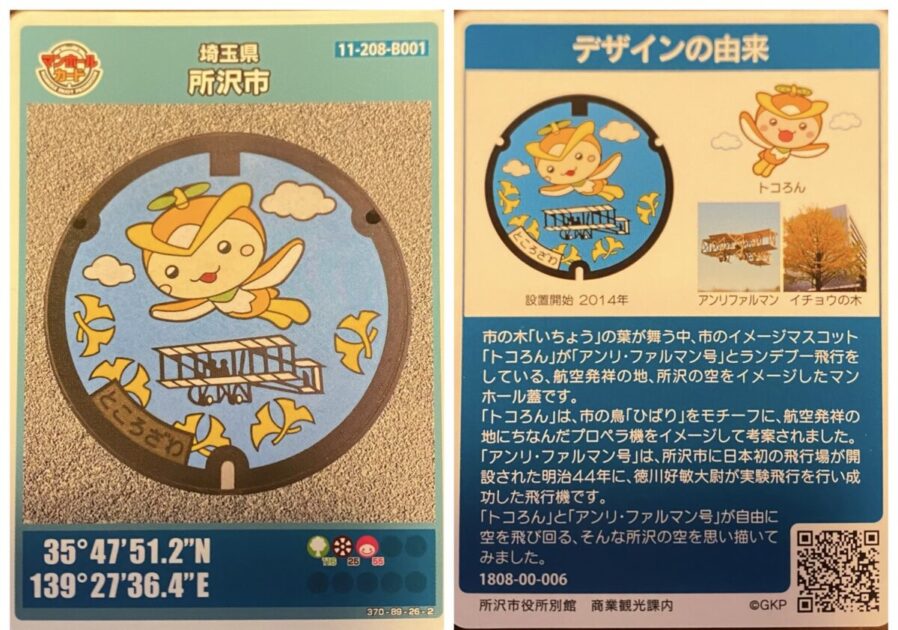 マンホール
カード
埼玉県
所沢市
11-208-B001
ところざわ
35°47'51.2"N
139°27'36.4"E
116
25
55
370-89-26-2
デザインの由来
ところざわ
トコろん
設置開始 2014年
アンリファルマン
イチョウの木
市の木「いちょう」の葉が舞う中、市のイメージマスコット
「トコろん」が「アンリ・ファルマン号」とランデブー飛行を
している、航空発祥の地、所沢の空をイメージしたマン
ホール蓋です。
「トコろん」は、市の鳥「ひばり」をモチーフに、航空発祥の
地にちなんだプロペラ機をイメージして考案されました。
「アンリ・ファルマン号」は、所沢市に日本初の飛行場が開
設された明治44年に、徳川好敏大尉が実験飛行を行い成
功した飛行機です。
「トコろん」と「アンリ・ファルマン号」が自由に
空を飛び回る、そんな所沢の空を思い描いて
みました。
1808-00-006
所沢市役所別館 商業観光課内
©GKP